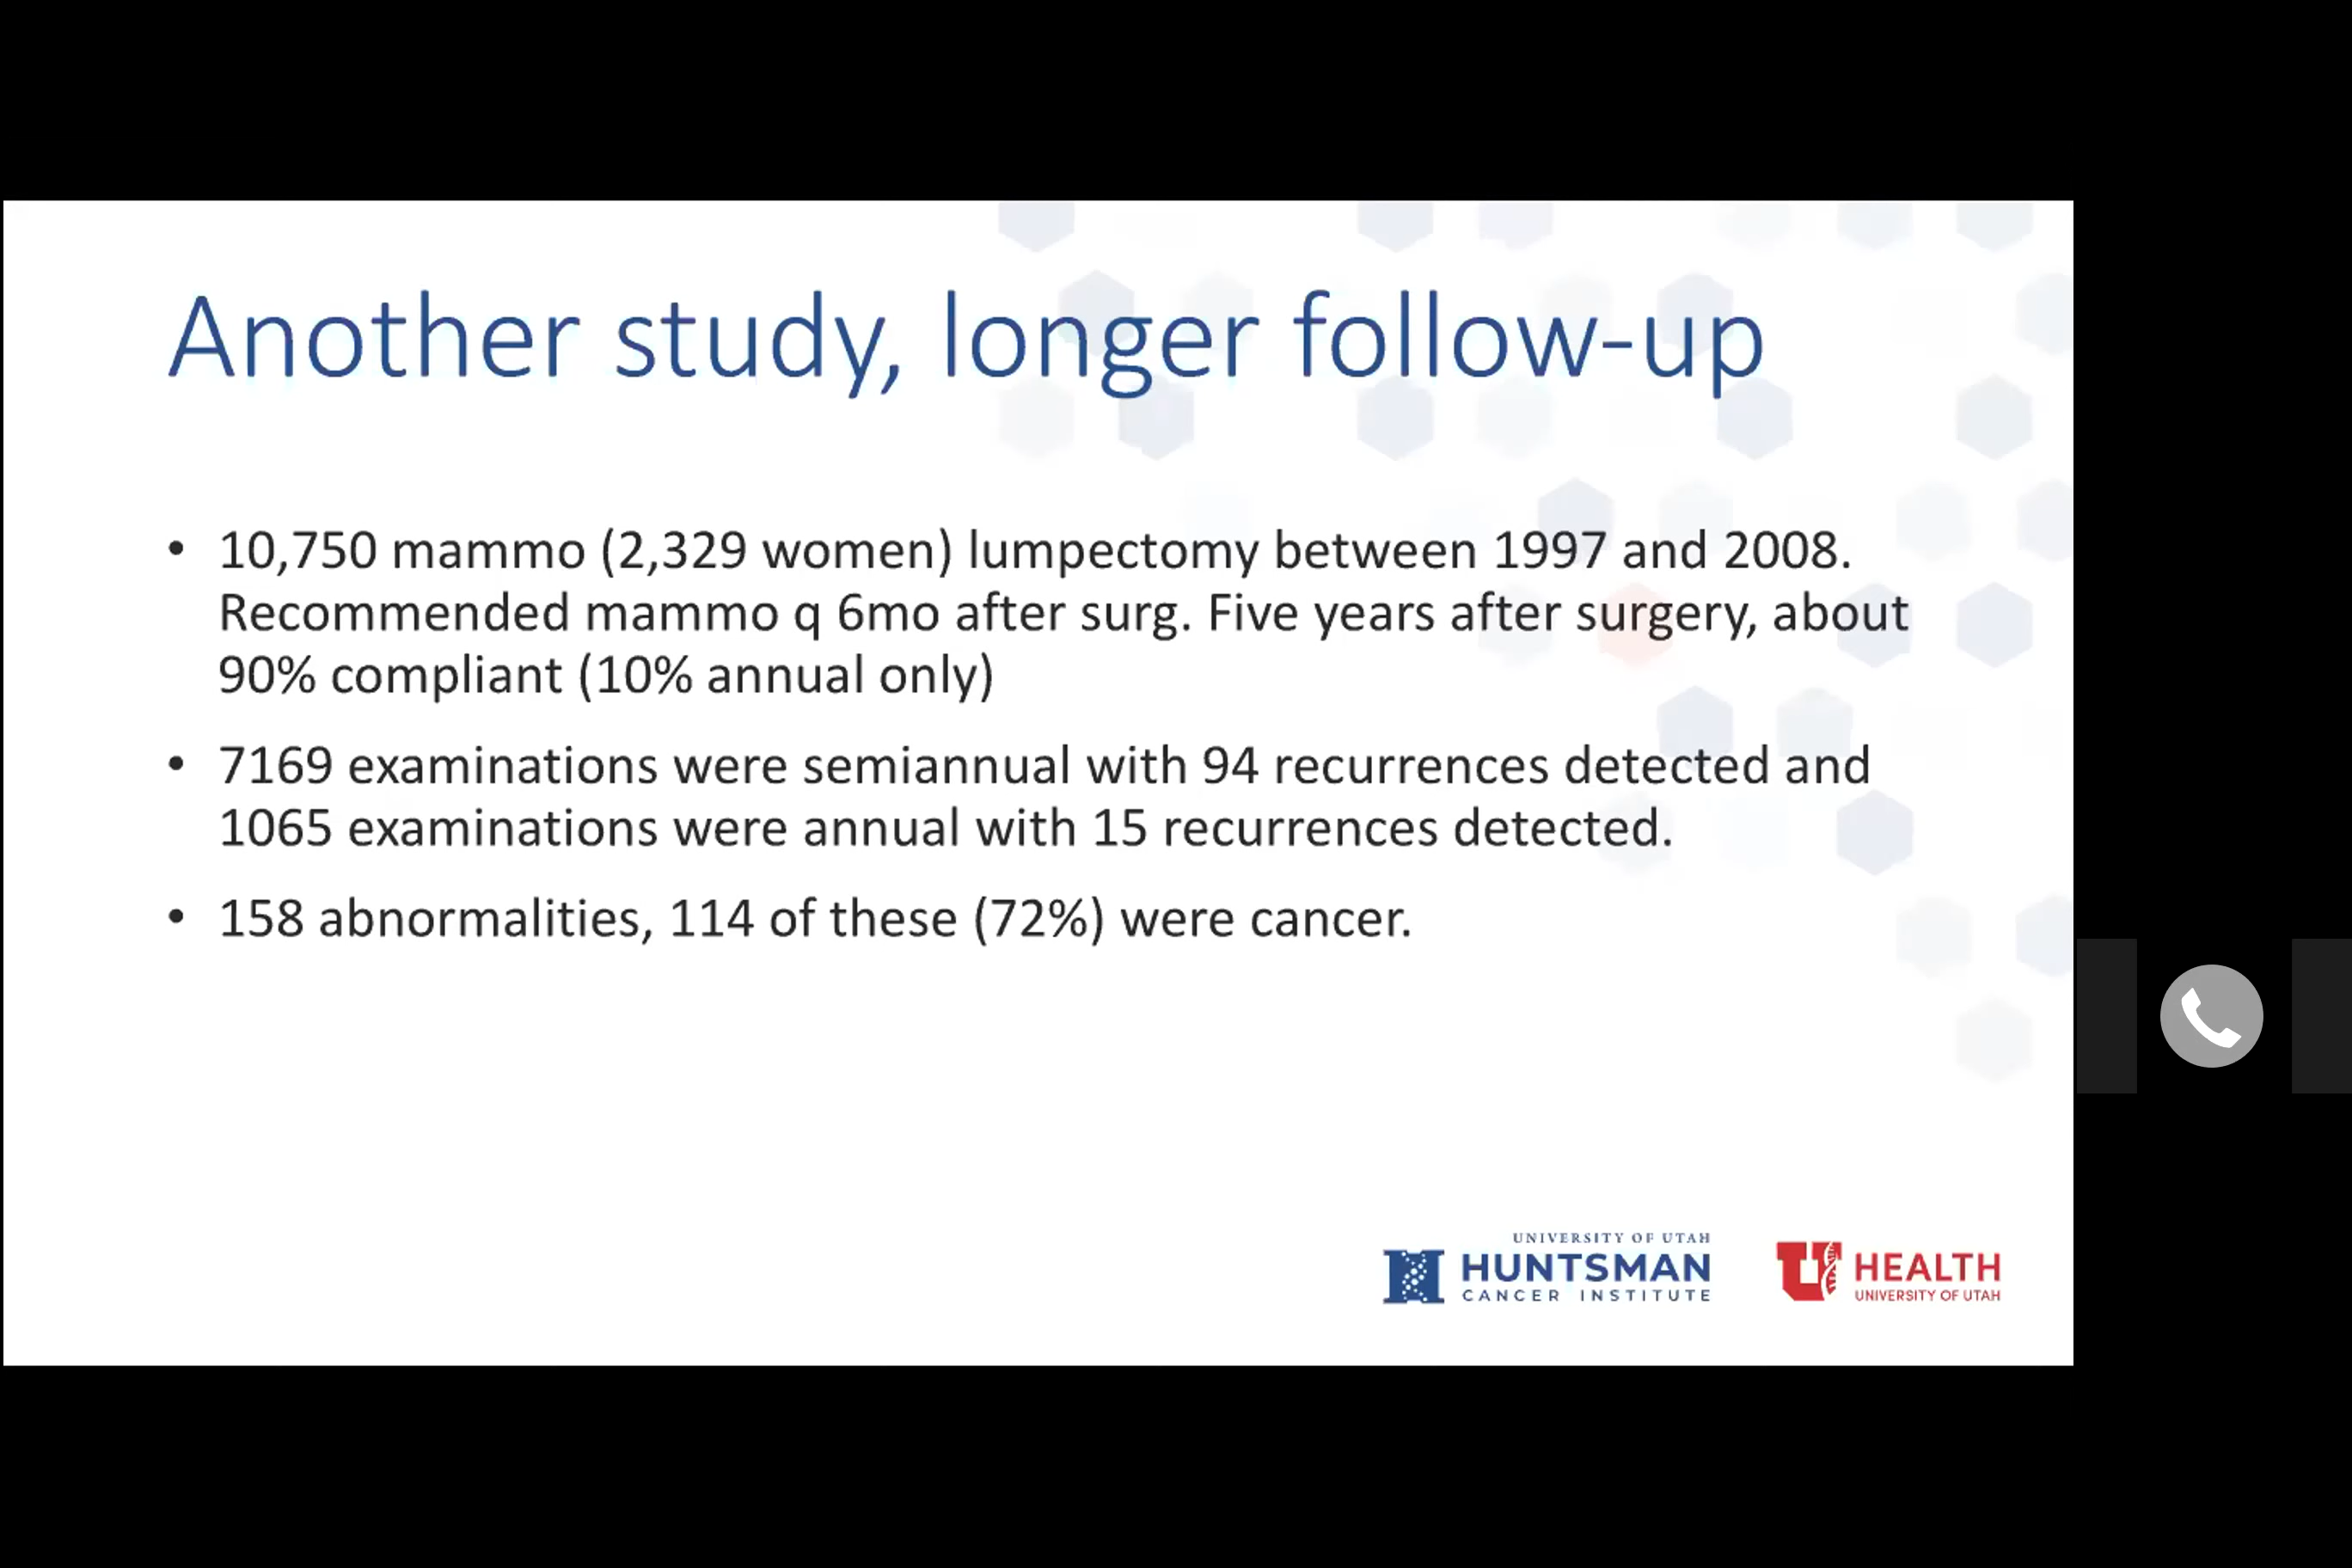 Another study, longer follow-up
• 10,750 mammo (2,329 women) lumpectomy between 1997 and 2008.
Recommended mammo q 6mo after surg. Five years after surgery, about
90% compliant (10% annual only)
• 7169 examinations were semiannual with 94 recurrences detected and
1065 examinations were annual with 15 recurrences detected.
• 158 abnormalities, 114 of these (72%) were cancer.
UNIVERSITY OF UTAH
HUNTSMAN
CANCER INSTITUTE
U HEALTH
UNIVERSITY OF UTAH